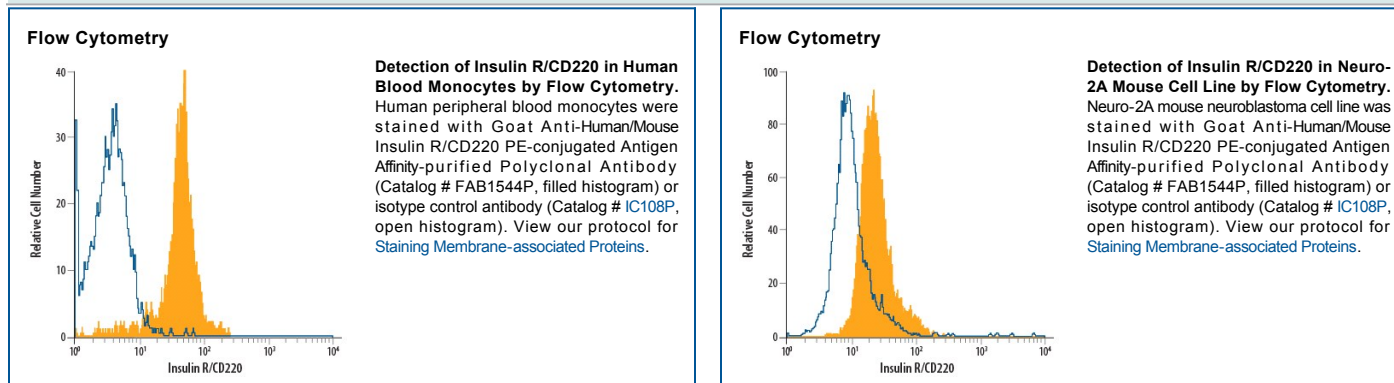 Flow Cytometry
40
30
20
10
0
Relative Cell Number
10⁰ 10¹ 10² 10³ 10⁴
Insulin R/CD220
Detection of Insulin R/CD220 in Human
Blood Monocytes by Flow Cytometry.
Human peripheral blood monocytes were
stained with Goat Anti-Human/Mouse
Insulin R/CD220 PE-conjugated Antigen
Affinity-purified Polyclonal Antibody
(Catalog # FAB1544P, filled histogram) or
isotype control antibody (Catalog # IC108P,
open histogram). View our protocol for
Staining Membrane-associated Proteins.
Flow Cytometry
100
80
60
40
20
0
Relative Cell Number
10⁰ 10¹ 10² 10³ 10⁴
Insulin R/CD220
Detection of Insulin R/CD220 in Neuro-
2A Mouse Cell Line by Flow Cytometry.
Neuro-2A mouse neuroblastoma cell line was
stained with Goat Anti-Human/Mouse
Insulin R/CD220 PE-conjugated Antigen
Affinity-purified Polyclonal Antibody
(Catalog # FAB1544P, filled histogram) or
isotype control antibody (Catalog # IC108P,
open histogram). View our protocol for
Staining Membrane-associated Proteins.